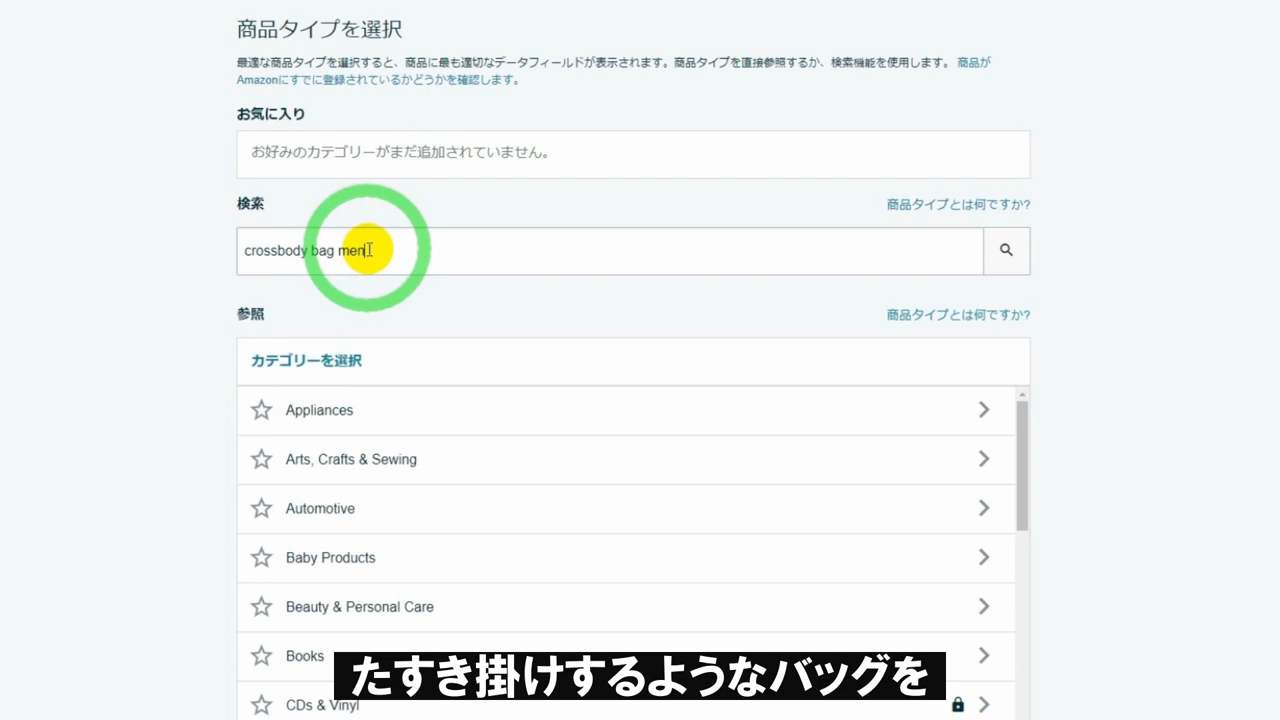 商品タイプを選択
最適な商品タイプを選択すると、商品に最も適切なデータフィールドが表示されます。商品タイプを直接参照するか、検索機能を使用します。 商品が
Amazonにすでに登録されているかどうかを確認します。
お気に入り
お好みのカテゴリーがまだ追加されていません。
検索
商品タイプとは何ですか?
crossbody bag men
参照
商品タイプとは何ですか?
カテゴリーを選択
Appliances
Arts, Crafts & Sewing
Automotive
Baby Products
Beauty & Personal Care
Books
たすき掛けするようなバッグを
CDs & Vinyl